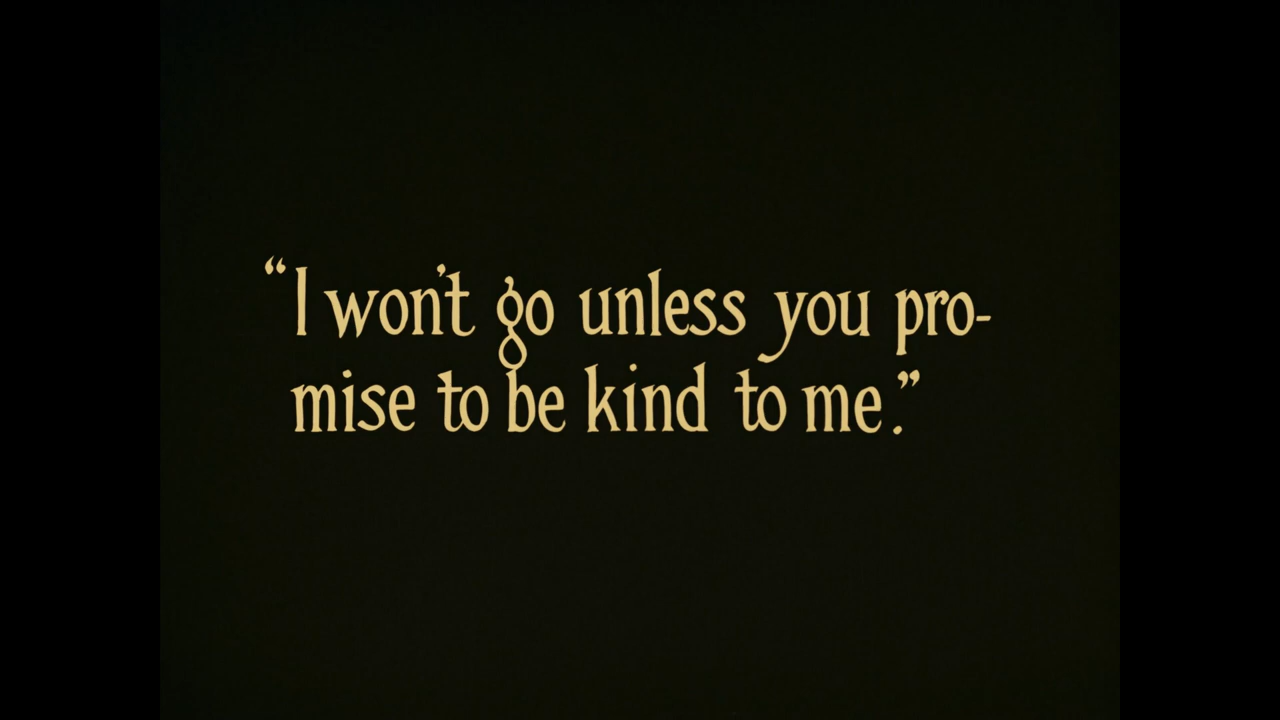 “I won't go unless you pro-
mise to be kind to me.”